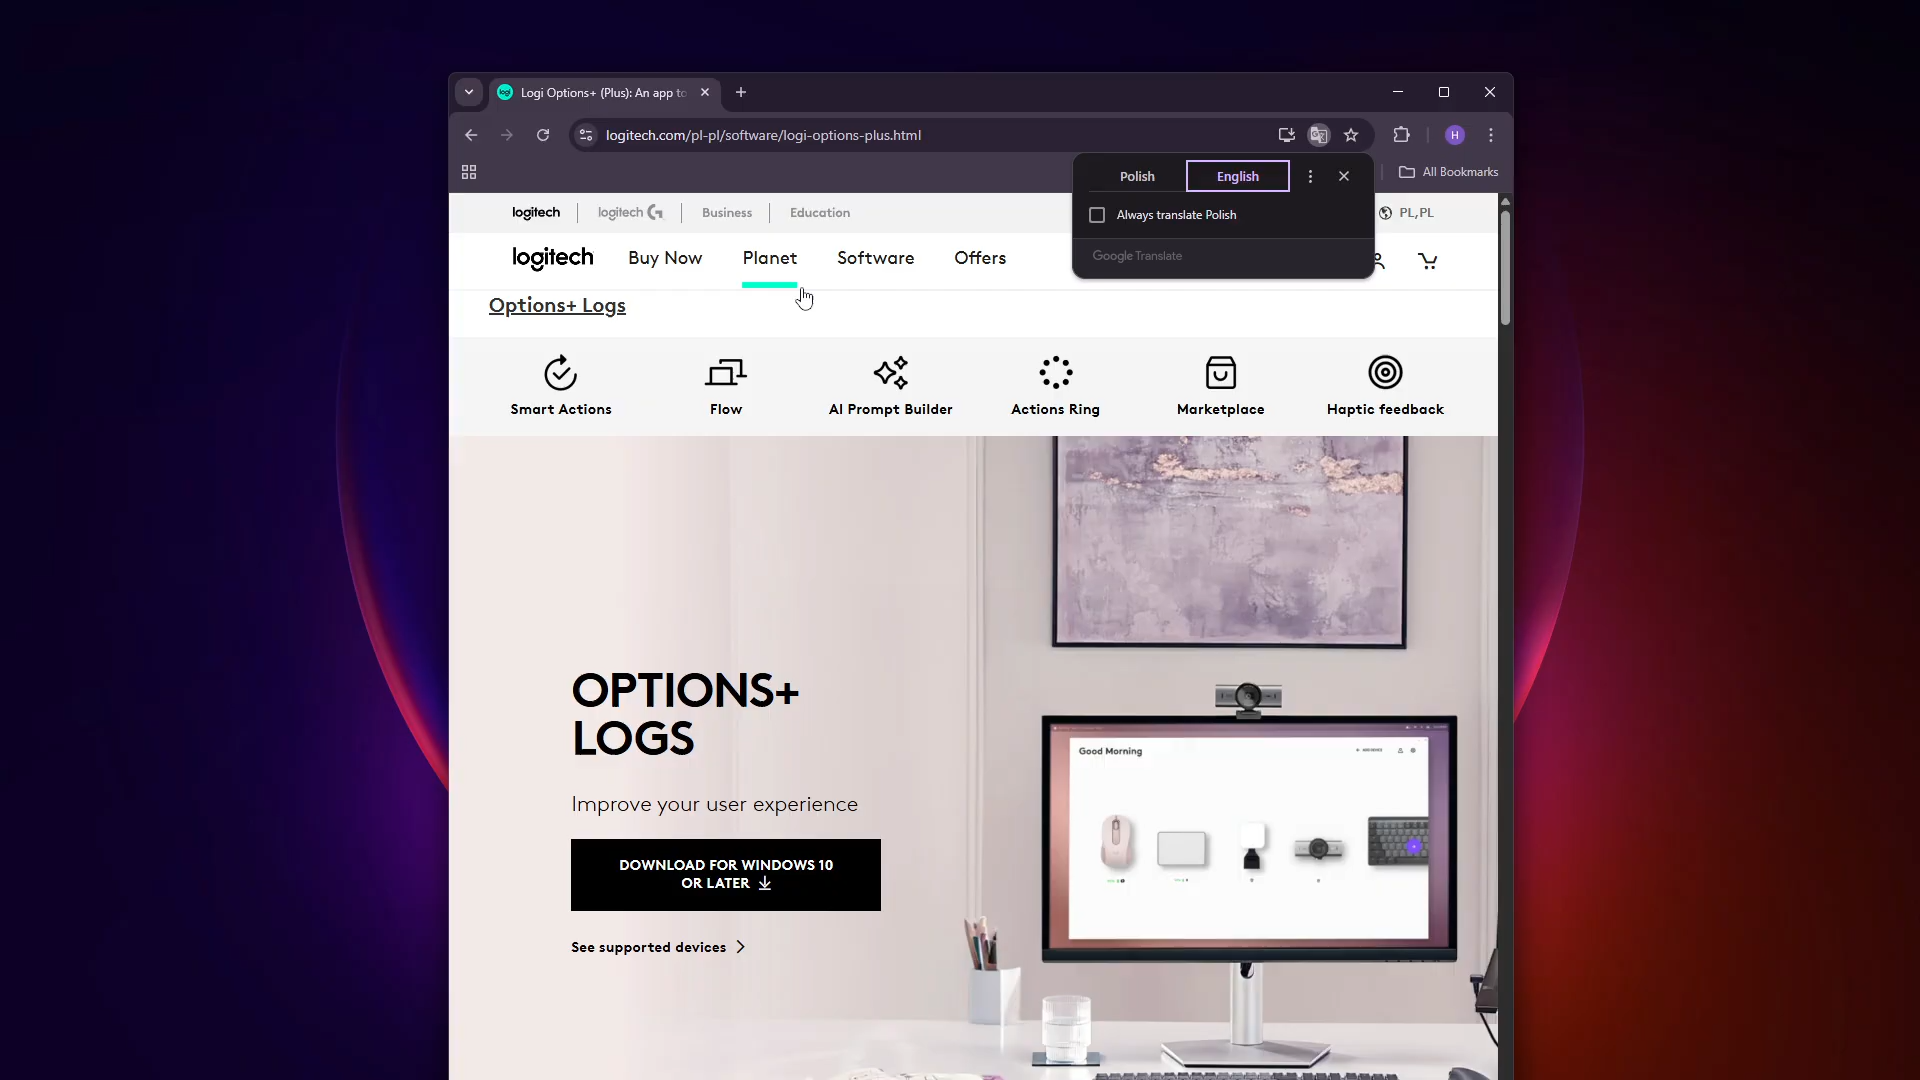 Logi Options+ (Plus): An app to
logitech.com/pl-pl/software/logi-options-plus.html
H
All Bookmarks
Polish
English
Always translate Polish
Google Translate
logitech
logitech G
Business
Education
PL,PL
logitech
Buy Now
Planet
Software
Offers
Options+ Logs
Smart Actions
Flow
AI Prompt Builder
Actions Ring
Marketplace
Haptic feedback
OPTIONS+
LOGS
Improve your user experience
DOWNLOAD FOR WINDOWS 10
OR LATER
See supported devices
Good Morning